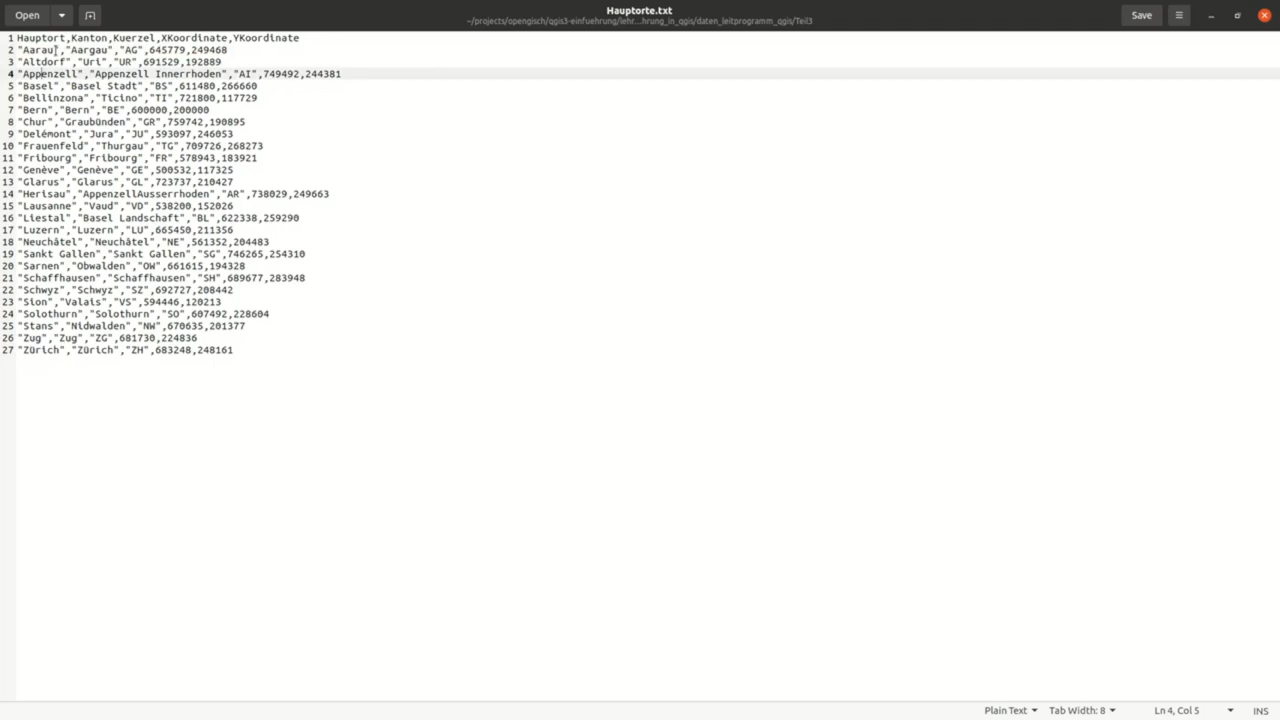 Open
Hauptorte.txt
~/projects/opengisch/qgis3-einfuehrung/lehr...hrung_in_qgis/daten_leitprogramm_qgis/Teil3
Save
1 Hauptort,Kanton,Kuerzel,XKoordinate,YKoordinate
2 "Aarau","Aargau","AG",645779,249468
3 "Altdorf","Uri","UR",691529,192889
4 "Appenzell","Appenzell Innerrhoden","AI",749492,244381
5 "Basel","Basel Stadt","BS",611480,266660
6 "Bellinzona","Ticino","TI",721800,117729
7 "Bern","Bern","BE",600000,200000
8 "Chur","Graubünden","GR",759742,190895
9 "Delémont","Jura","JU",593097,246053
10 "Frauenfeld","Thurgau","TG",709726,268273
11 "Fribourg","Fribourg","FR",578943,183921
12 "Genève","Genève","GE",500532,117325
13 "Glarus","Glarus","GL",723737,210427
14 "Herisau","AppenzellAusserrhoden","AR",738029,249663
15 "Lausanne","Vaud","VD",538200,152026
16 "Liestal","Basel Landschaft","BL",622338,259290
17 "Luzern","Luzern","LU",665450,211356
18 "Neuchâtel","Neuchâtel","NE",561352,204483
19 "Sankt Gallen","Sankt Gallen","SG",746265,254310
20 "Sarnen","Obwalden","OW",661615,194328
21 "Schaffhausen","Schaffhausen","SH",689677,283948
22 "Schwyz","Schwyz","SZ",692727,208442
23 "Sion","Valais","VS",594446,120213
24 "Solothurn","Solothurn","SO",607492,228604
25 "Stans","Nidwalden","NW",670635,201377
26 "Zug","Zug","ZG",681730,224836
27 "Zürich","Zürich","ZH",683248,248161
Plain Text
Tab Width: 8
Ln 4, Col 5
INS